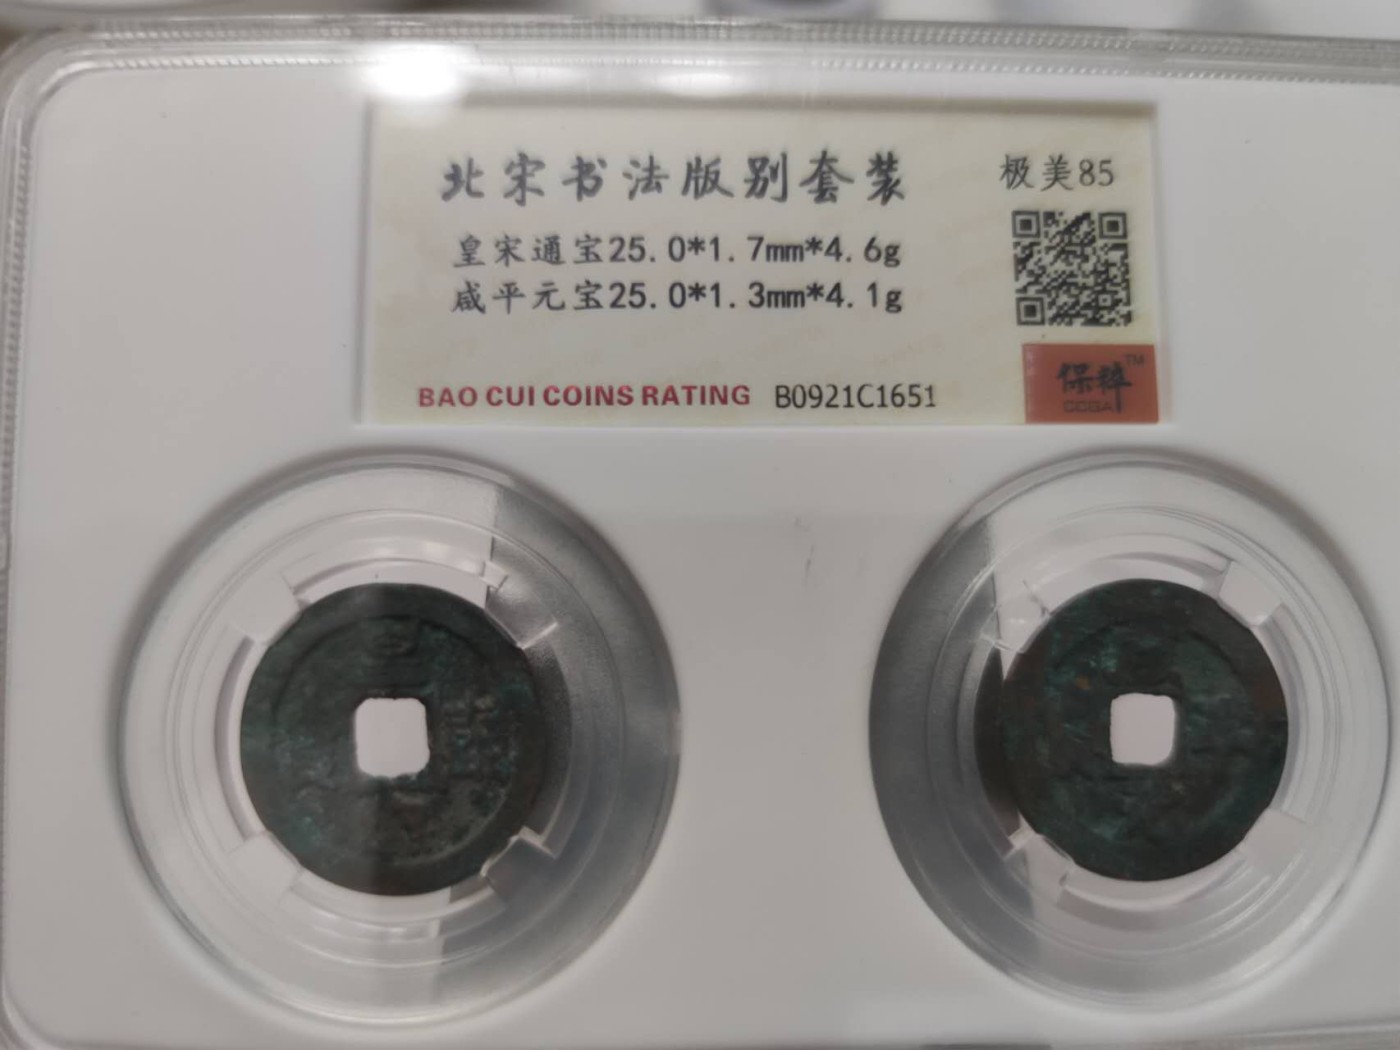 北宋书法版别套装
极美85
皇宋通宝25.0*1.7mm*4.6g
咸平元宝25.0*1.3mm*4.1g
BAO CUI COINS RATING B0921C1651
保粹 TM
CCGA